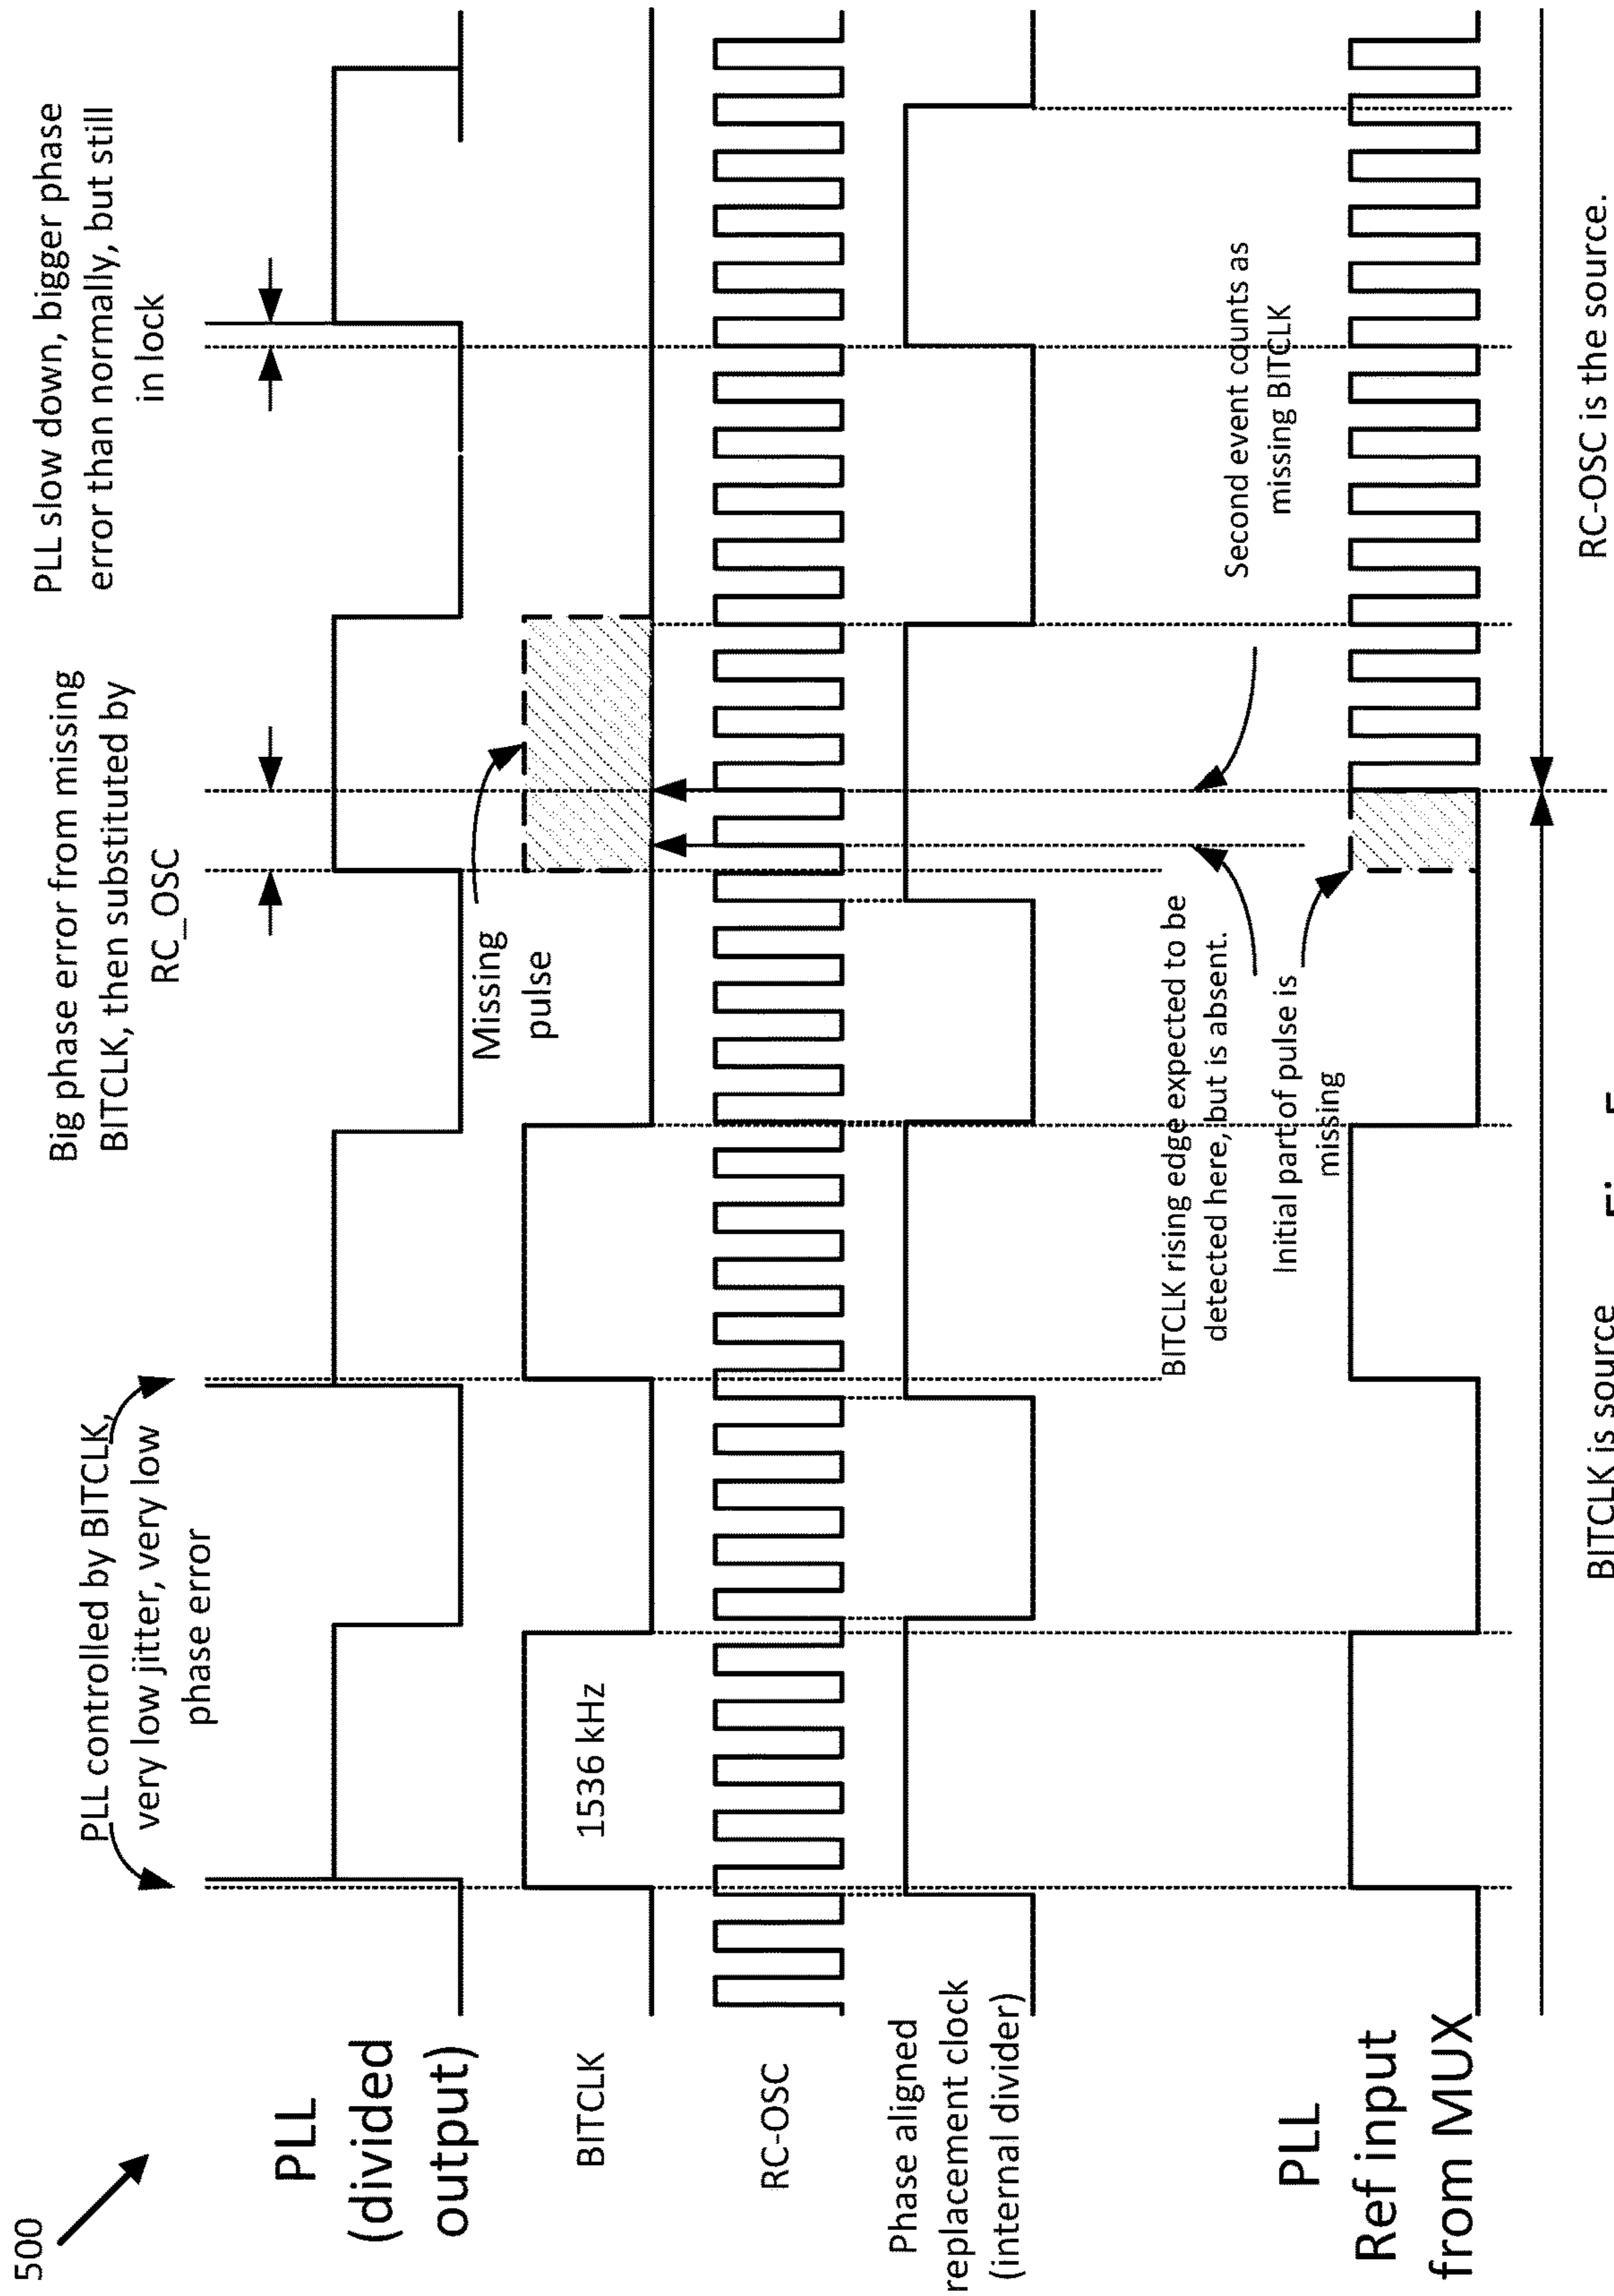 500
PLL controlled by BITCLK,
very low jitter, very low
phase error
Big phase error from missing
BITCLK, then substituted by
RC_OSC
PLL slow down, bigger phase
error than normally, but still
in lock
PLL
(divided
output)
BITCLK
1536 kHz
Missing
pulse
RC-OSC
Phase aligned
replacement clock
(internal divider)
BITCLK rising edge expected to be
detected here, but is absent.
Second event counts as
missing BITCLK
Initial part of pulse is
missing
PLL
Ref input
from MUX
BITCLK is source
RC-OSC is the source.